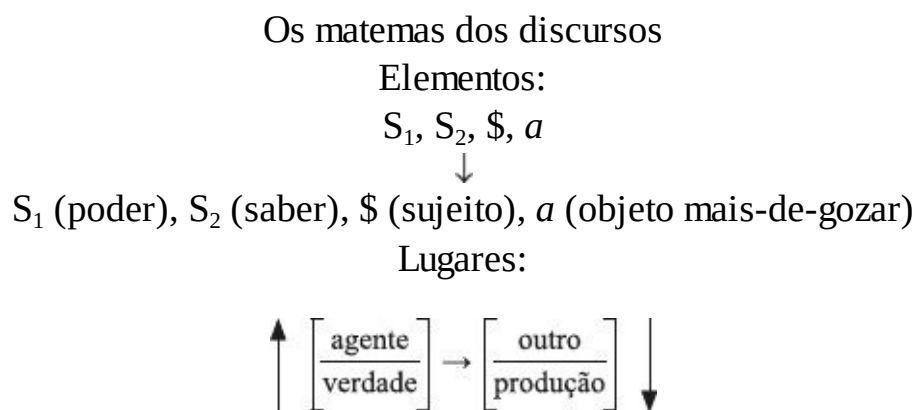 Os matemas dos discursos
Elementos:
S₁, S₂, $, a
↓
S₁ (poder), S₂ (saber), $ (sujeito), a (objeto mais-de-gozar)
Lugares:
agente → outro
verdade produção